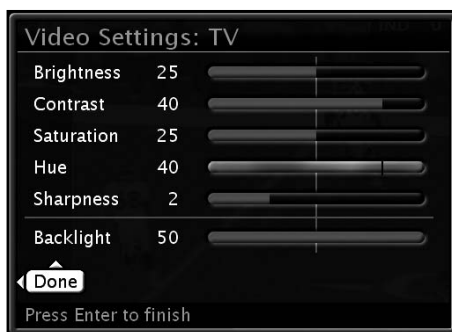 Video Settings: TV
Brightness 25
Contrast 40
Saturation 25
Hue 40
Sharpness 2
Backlight 50
Done
Press Enter to finish